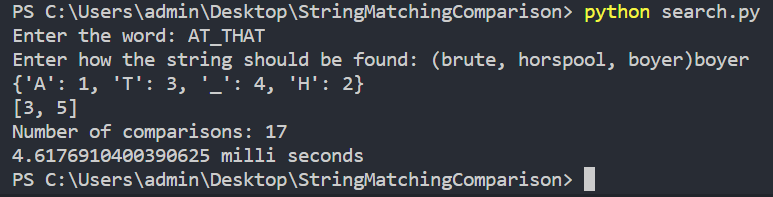 PS C:\Users\admin\Desktop\StringMatchingComparison> python search.py
Enter the word: AT_THAT
Enter how the string should be found: (brute, horspool, boyer)boyer
{'A': 1, 'T': 3, '_': 4, 'H': 2}
[3, 5]
Number of comparisons: 17
4.6176910400390625 milli seconds
PS C:\Users\admin\Desktop\StringMatchingComparison>